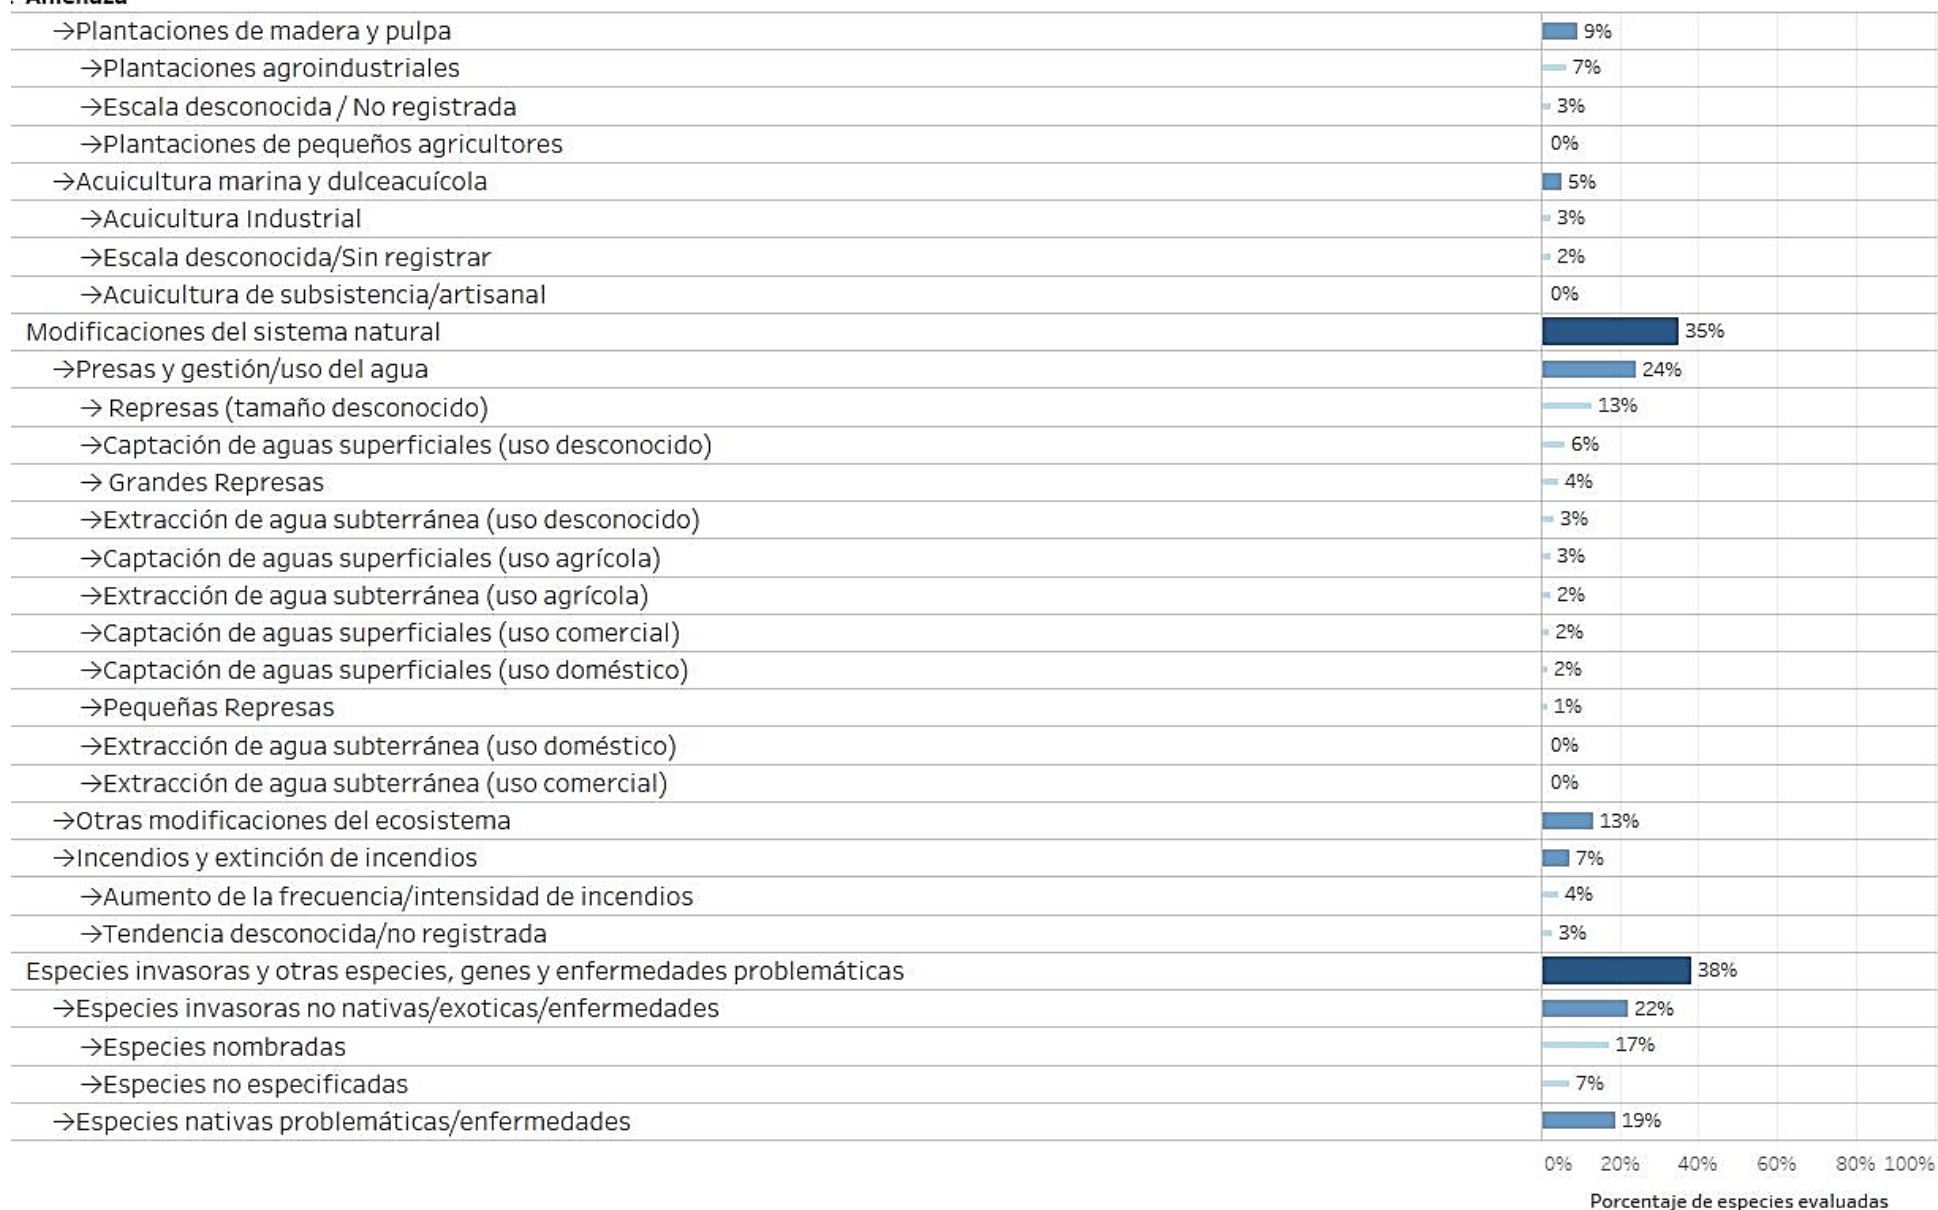 Amenaza
→Plantaciones de madera y pulpa 9%
→Plantaciones agroindustriales 7%
→Escala desconocida / No registrada 3%
→Plantaciones de pequeños agricultores 0%
→Acuicultura marina y dulceacuícola 5%
→Acuicultura Industrial 3%
→Escala desconocida/Sin registrar 2%
→Acuicultura de subsistencia/artisanal 0%
Modificaciones del sistema natural 35%
→Presas y gestión/uso del agua 24%
→ Represas (tamaño desconocido) 13%
→Captación de aguas superficiales (uso desconocido) 6%
→ Grandes Represas 4%
→Extracción de agua subterránea (uso desconocido) 3%
→Captación de aguas superficiales (uso agrícola) 3%
→Extracción de agua subterránea (uso agrícola) 2%
→Captación de aguas superficiales (uso comercial) 2%
→Captación de aguas superficiales (uso doméstico) 2%
→Pequeñas Represas 1%
→Extracción de agua subterránea (uso doméstico) 0%
→Extracción de agua subterránea (uso comercial) 0%
→Otras modificaciones del ecosistema 13%
→Incendios y extinción de incendios 7%
→Aumento de la frecuencia/intensidad de incendios 4%
→Tendencia desconocida/no registrada 3%
Especies invasoras y otras especies, genes y enfermedades problemáticas 38%
→Especies invasoras no nativas/exoticas/enfermedades 22%
→Especies nombradas 17%
→Especies no especificadas 7%
→Especies nativas problemáticas/enfermedades 19%
0% 20% 40% 60% 80% 100%
Porcentaje de especies evaluadas